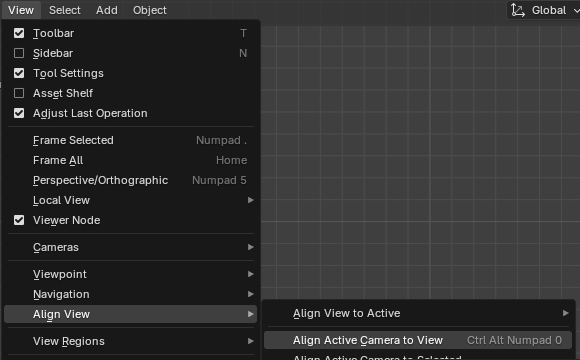 View Select Add Object Global
Toolbar T
Sidebar N
Tool Settings
Asset Shelf
Adjust Last Operation
Frame Selected Numpad .
Frame All Home
Perspective/Orthographic Numpad 5
Local View
Viewer Node
Cameras
Viewpoint
Navigation
Align View
View Regions
Align View to Active
Align Active Camera to View Ctrl Alt Numpad 0
Align Active Camera to Selected